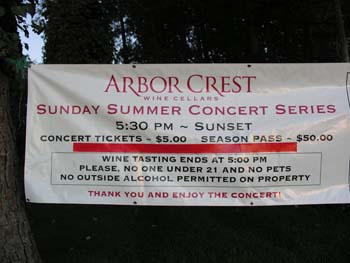 ARBOR CREST
WINE CELLARS
SUNDAY SUMMER CONCERT SERIES
5:30 PM ~ SUNSET
CONCERT TICKETS ~ $5.00 SEASON PASS ~ $50.00
WINE TASTING ENDS AT 5:00 PM
PLEASE, NO ONE UNDER 21 AND NO PETS
NO OUTSIDE ALCOHOL PERMITTED ON PROPERTY
THANK YOU AND ENJOY THE CONCERT!